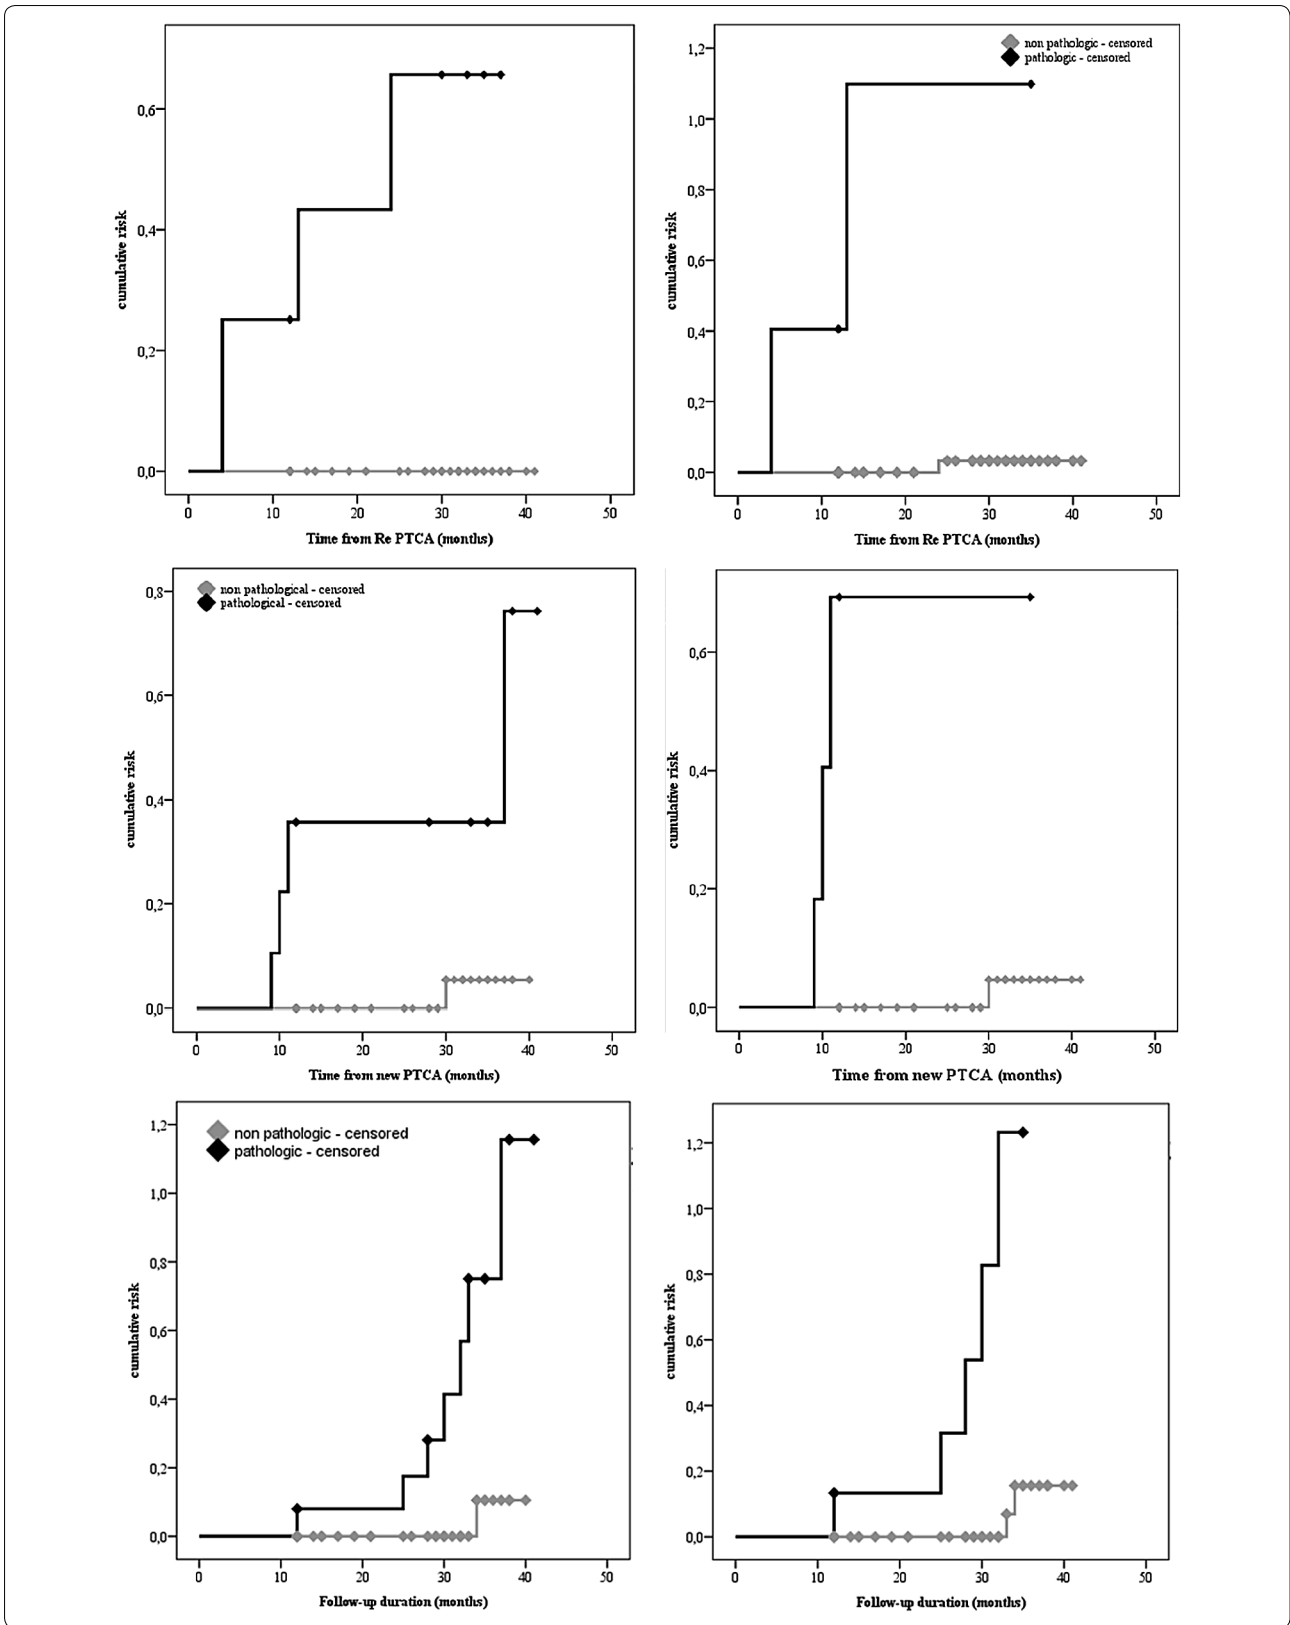 cumulative risk
0,6
0,4
0,2
0,0
0 10 20 30 40 50
Time from Re PTCA (months)
non pathologic - censored
pathologic - censored
cumulative risk
1,2
1,0
0,8
0,6
0,4
0,2
0,0
0 10 20 30 40 50
Time from Re PTCA (months)
non pathological - censored
pathological - censored
cumulative risk
0,8
0,6
0,4
0,2
0,0
0 10 20 30 40 50
Time from new PTCA (months)
cumulative risk
0,6
0,4
0,2
0,0
0 10 20 30 40 50
Time from new PTCA (months)
non pathologic - censored
pathologic - censored
cumulative risk
1,2
1,0
0,8
0,6
0,4
0,2
0,0
0 10 20 30 40 50
Follow-up duration (months)
cumulative risk
1,2
1,0
0,8
0,6
0,4
0,2
0,0
0 10 20 30 40 50
Follow-up duration (months)